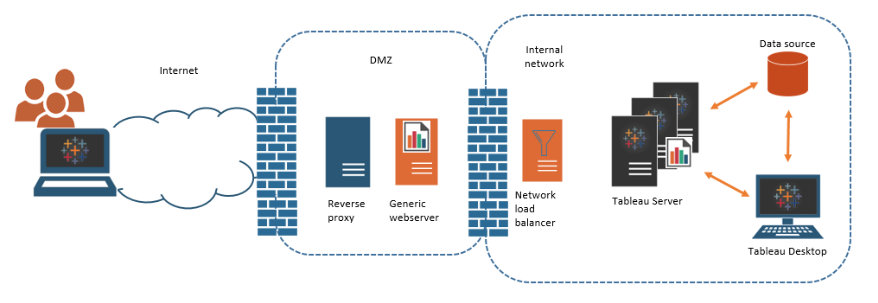 Internet
DMZ
Internal
network
Data source
Reverse
proxy
Generic
webserver
Network
load
balancer
Tableau Server
Tableau Desktop